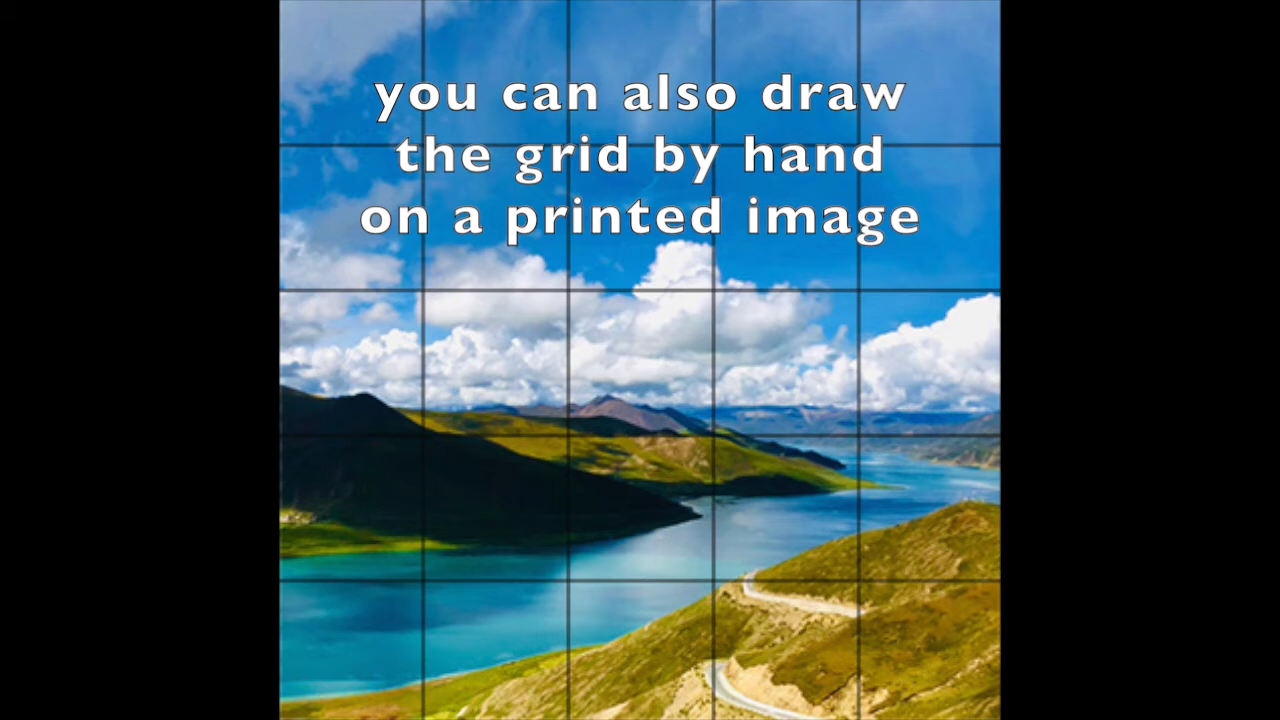 you can also draw
the grid by hand
on a printed image